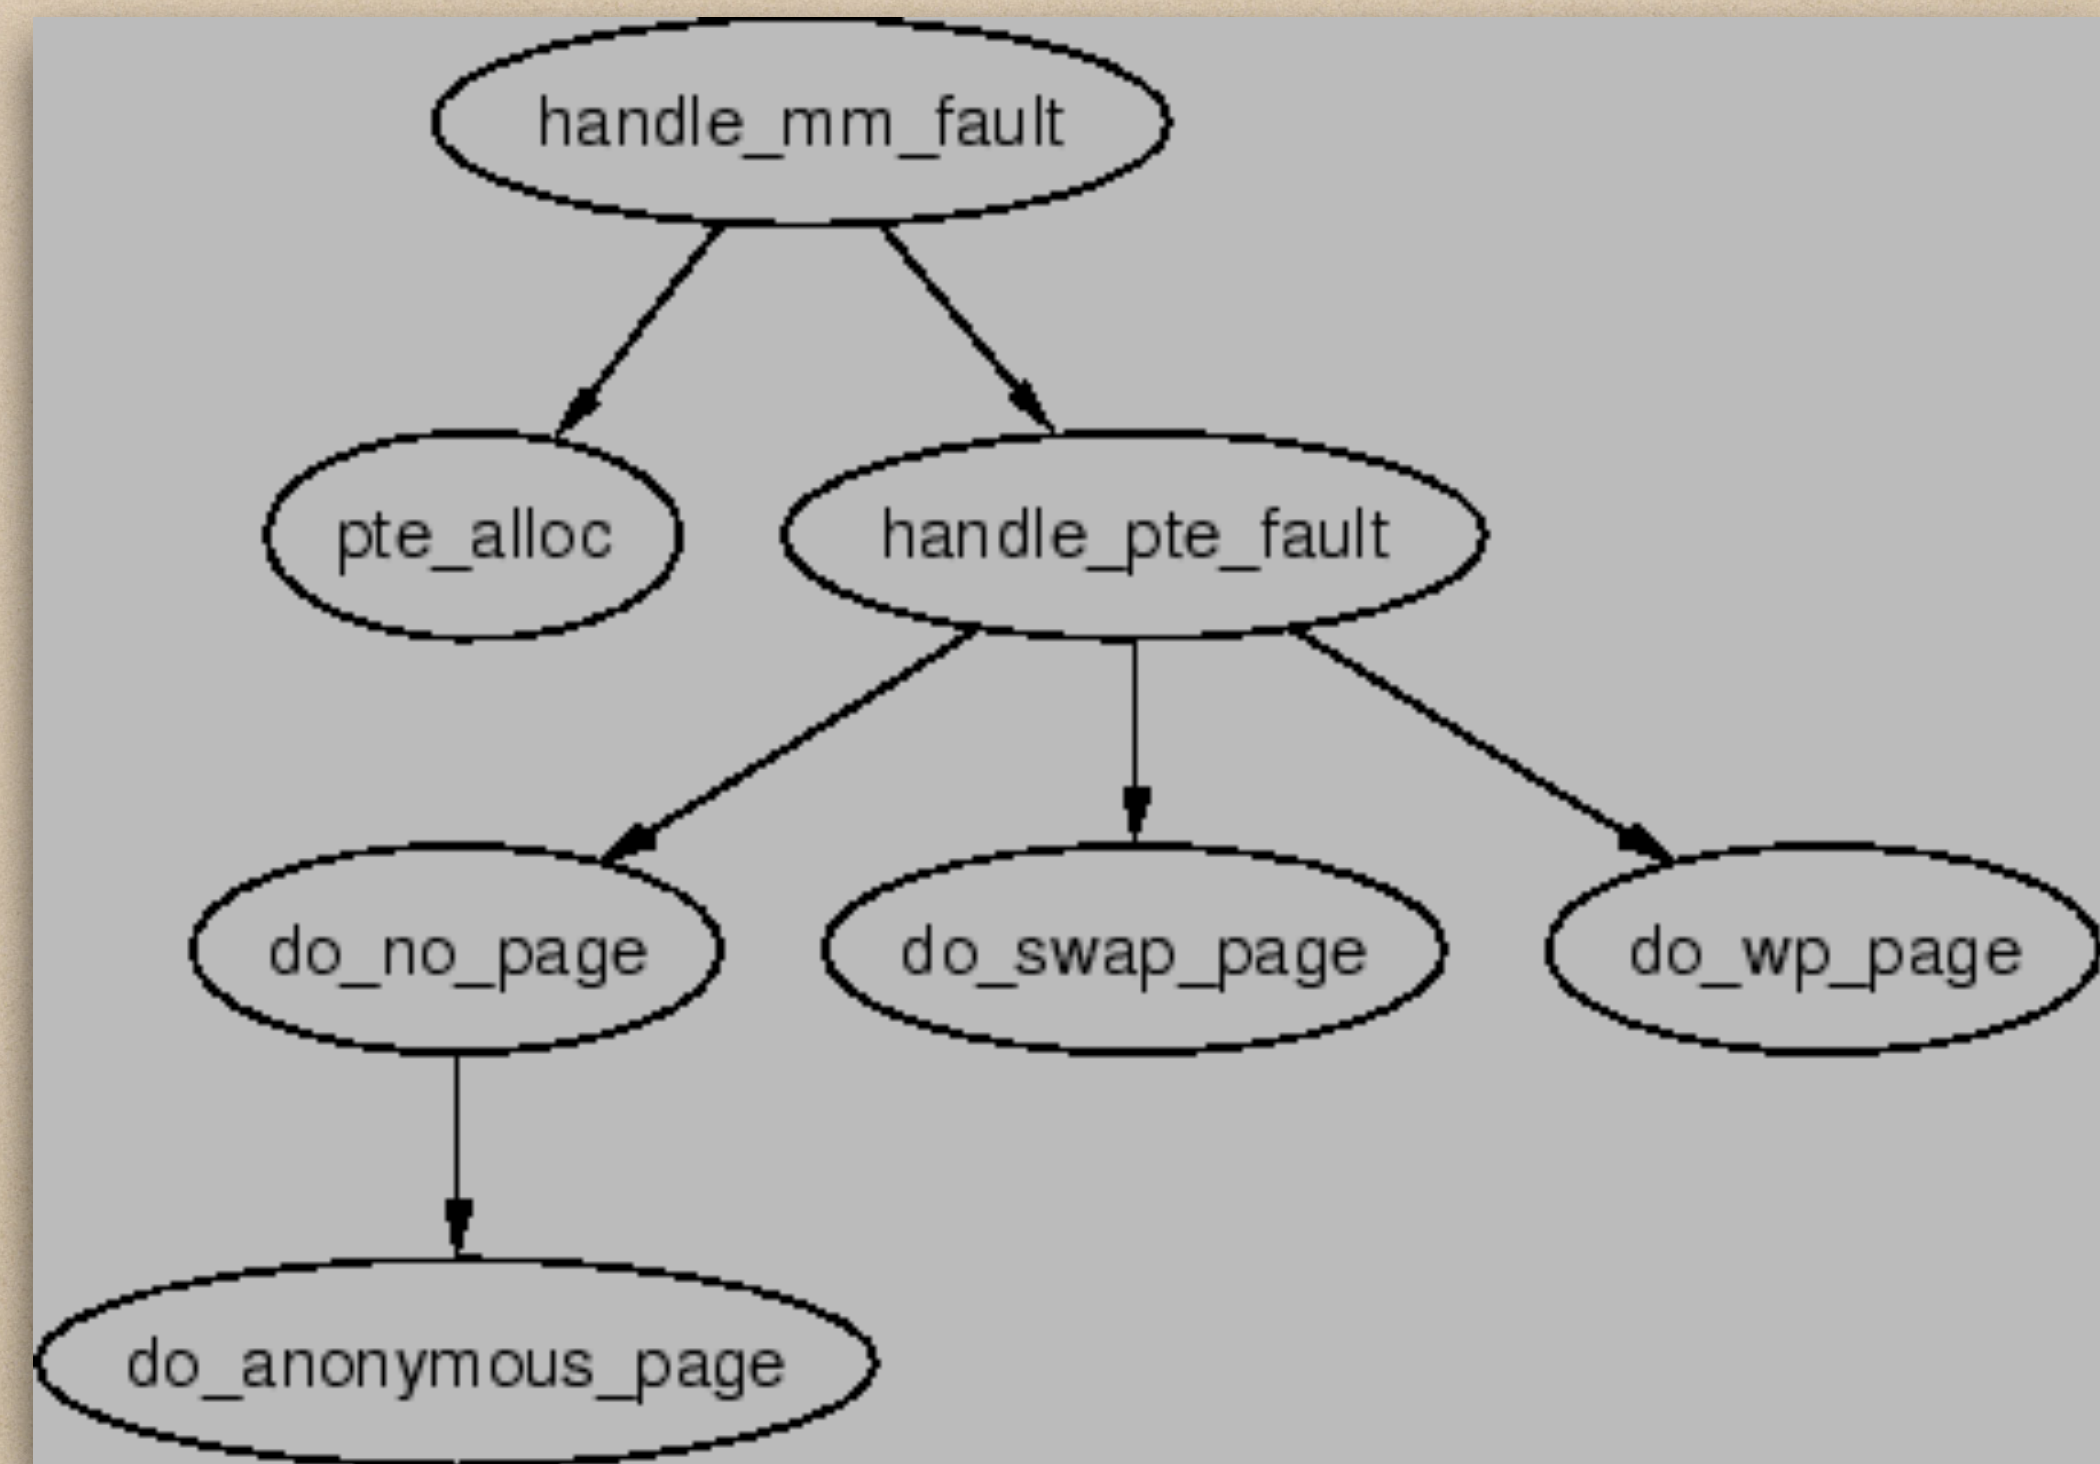 handle_mm_fault
pte_alloc
handle_pte_fault
do_no_page
do_swap_page
do_wp_page
do_anonymous_page